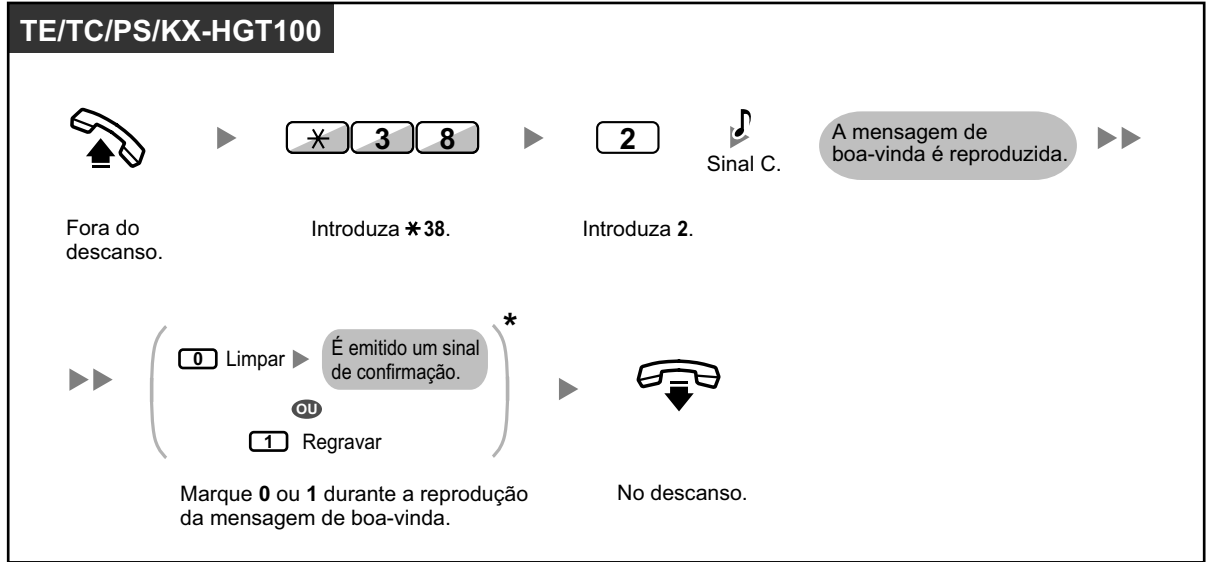 TE/TC/PS/KX-HGT100
* 3 8
2
Sinal C.
A mensagem de
boa-vinda é reproduzida.
Fora do
descanso.
Introduza *38.
Introduza 2.
0 Limpar
É emitido um sinal
de confirmação.
*
OU
1 Regravar
Marque 0 ou 1 durante a reprodução
da mensagem de boa-vinda.
No descanso.